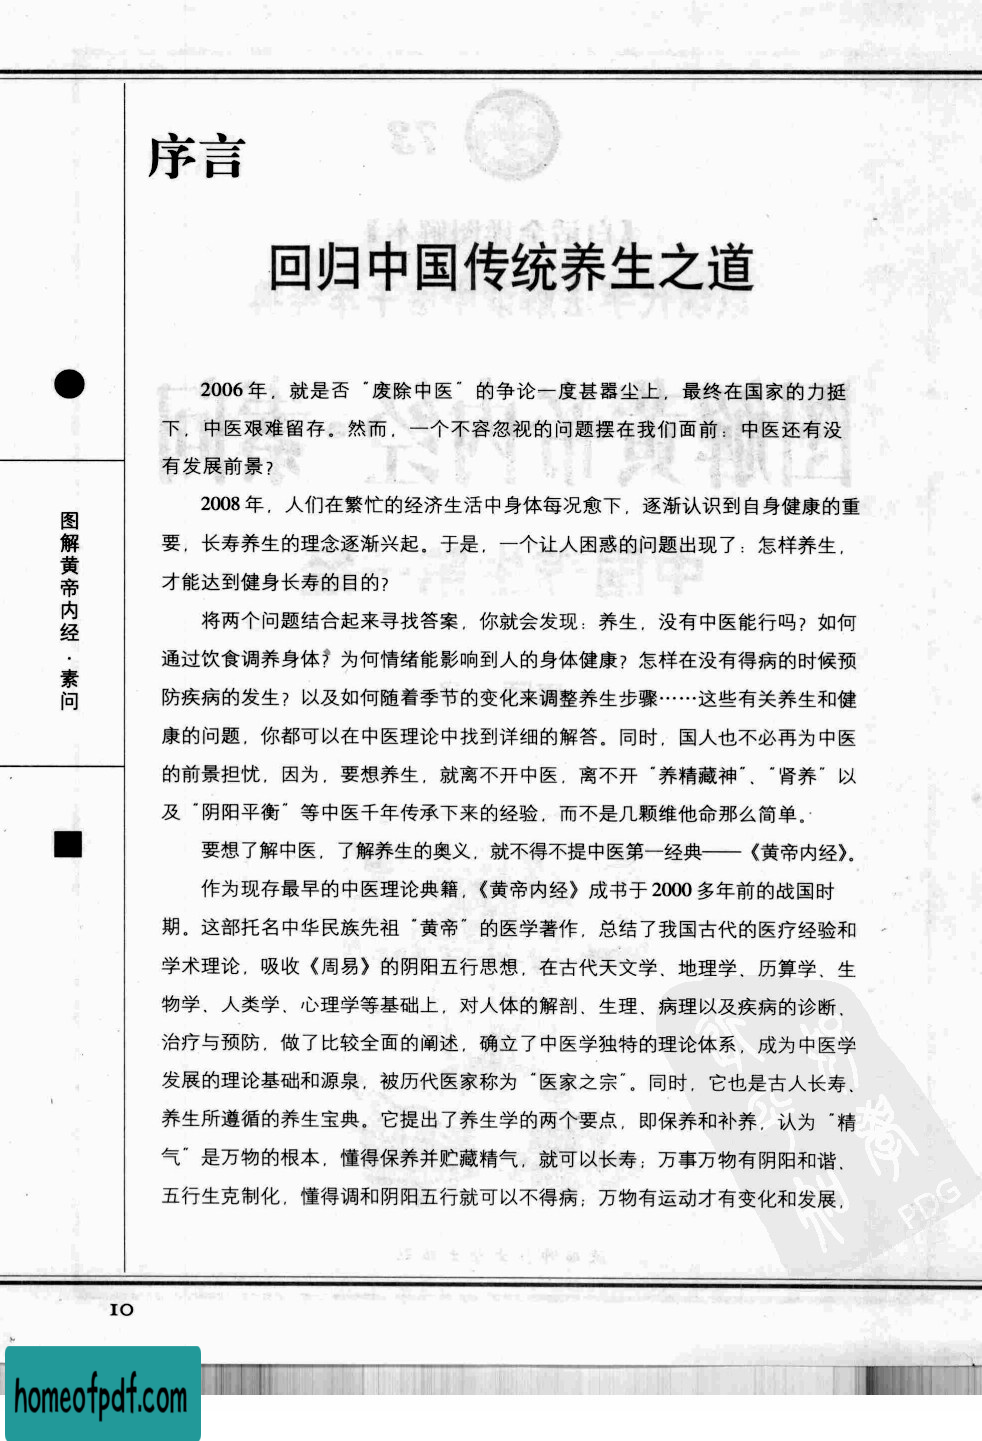 序言
回归中国传统养生之道
2006年，就是否“废除中医”的争论一度甚嚣尘上，最终在国家的力挺
下，中医艰难留存。然而，一个不容忽视的问题摆在我们面前：中医还有没
有发展前景？
2008年，人们在繁忙的经济生活中身体每况愈下，逐渐认识到自身健康的重
要，长寿养生的理念逐渐兴起。于是，一个让人困惑的问题出现了：怎样养生，
才能达到健身长寿的目的？
将两个问题结合起来寻找答案，你就会发现：养生，没有中医能行吗？如何
通过饮食调养身体？为何情绪能影响到人的身体健康？怎样在没有得病的时候预
防疾病的发生？以及如何随着季节的变化来调整养生步骤……这些有关养生和健
康的问题，你都可以在中医理论中找到详细的解答。同时，国人也不必再为中医
的前景担忧，因为，要想养生，就离不开中医，离不开“养精藏神”、“肾养”以
及“阴阳平衡”等中医千年传承下来的经验，而不是几颗维他命那么简单。
要想了解中医，了解养生的奥义，就不得不提中医第一经典——《黄帝内经》。
作为现存最早的中医理论典籍，《黄帝内经》成书于2000多年前的战国时
期。这部托名中华民族先祖“黄帝”的医学著作，总结了我国古代的医疗经验和
学术理论，吸收《周易》的阴阳五行思想，在古代天文学、地理学、历算学、生
物学、人类学、心理学等基础上，对人体的解剖、生理、病理以及疾病的诊断、
治疗与预防，做了比较全面的阐述，确立了中医学独特的理论体系，成为中医学
发展的理论基础和源泉，被历代医家称为“医家之宗”。同时，它也是古人长寿、
养生所遵循的养生宝典。它提出了养生学的两个要点，即保养和补养，认为“精
气”是万物的根本，懂得保养并贮藏精气，就可以长寿；万事万物有阴阳和谐、
五行生克制化，懂得调和阴阳五行就可以不得病；万物有运动才有变化和发展，
图解黄帝内经·素问
10
PDG
homeofpdf.com